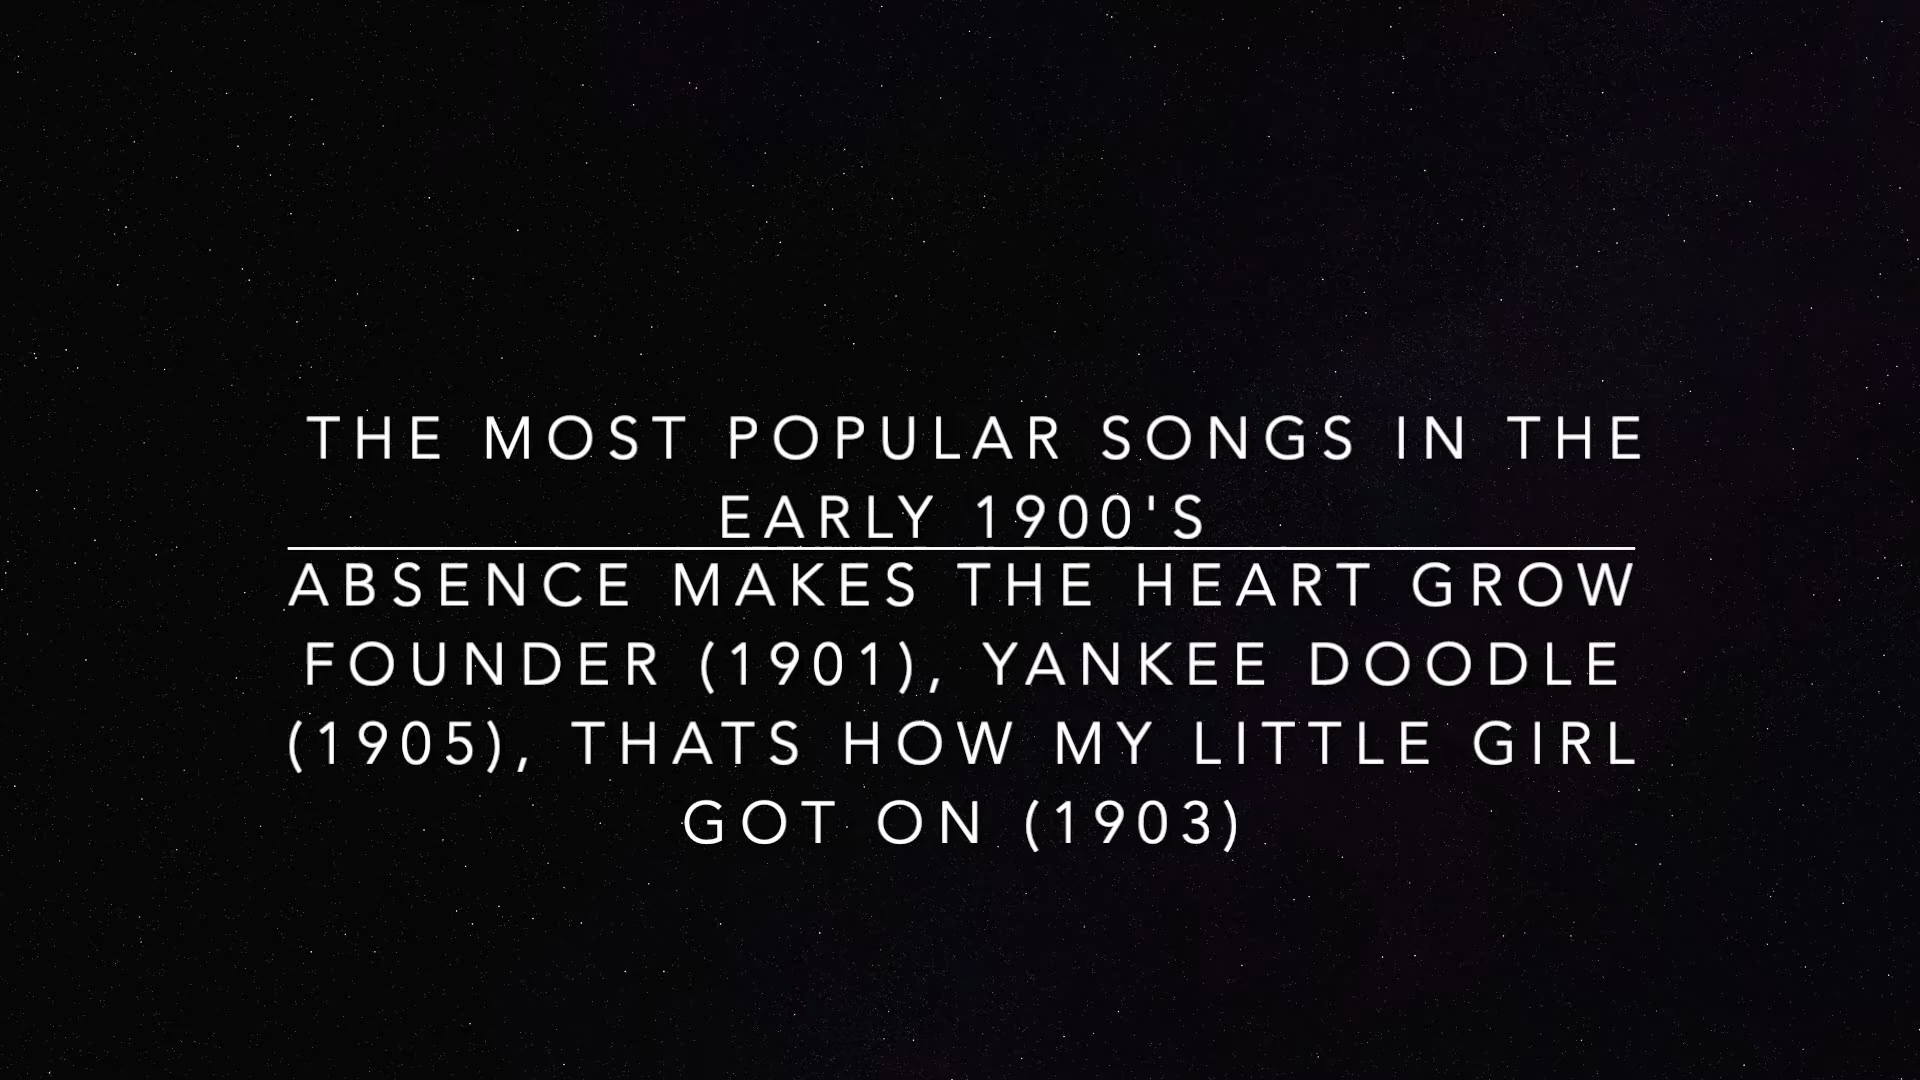 THE MOST POPULAR SONGS IN THE
EARLY 1900'S
ABSENCE MAKES THE HEART GROW
FOUNDER (1901), YANKEE DOODLE
(1905), THATS HOW MY LITTLE GIRL
GOT ON (1903)